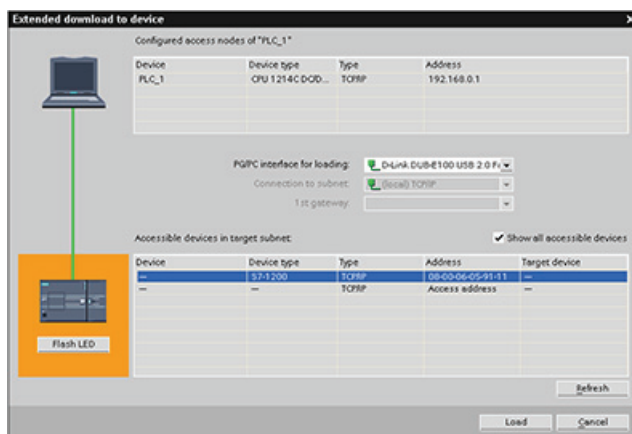 Extended download to device
Configured access nodes of "PLC_1"
Device Device type Type Address
PLC_1 CPU 1214C DC/D... TCP/IP 192.168.0.1
PG/PC interface for loading: D-Link DUB-E100 USB 2.0 Fa
Connection to subnet: (local) TCP/IP
1st gateway:
Accessible devices in target subnet: Show all accessible devices
Device Device type Type Address Target device
— S7-1200 TCP/IP 08-00-06-05-91-11 —
— — TCP/IP Access address —
Flash LED
Refresh
Load Cancel